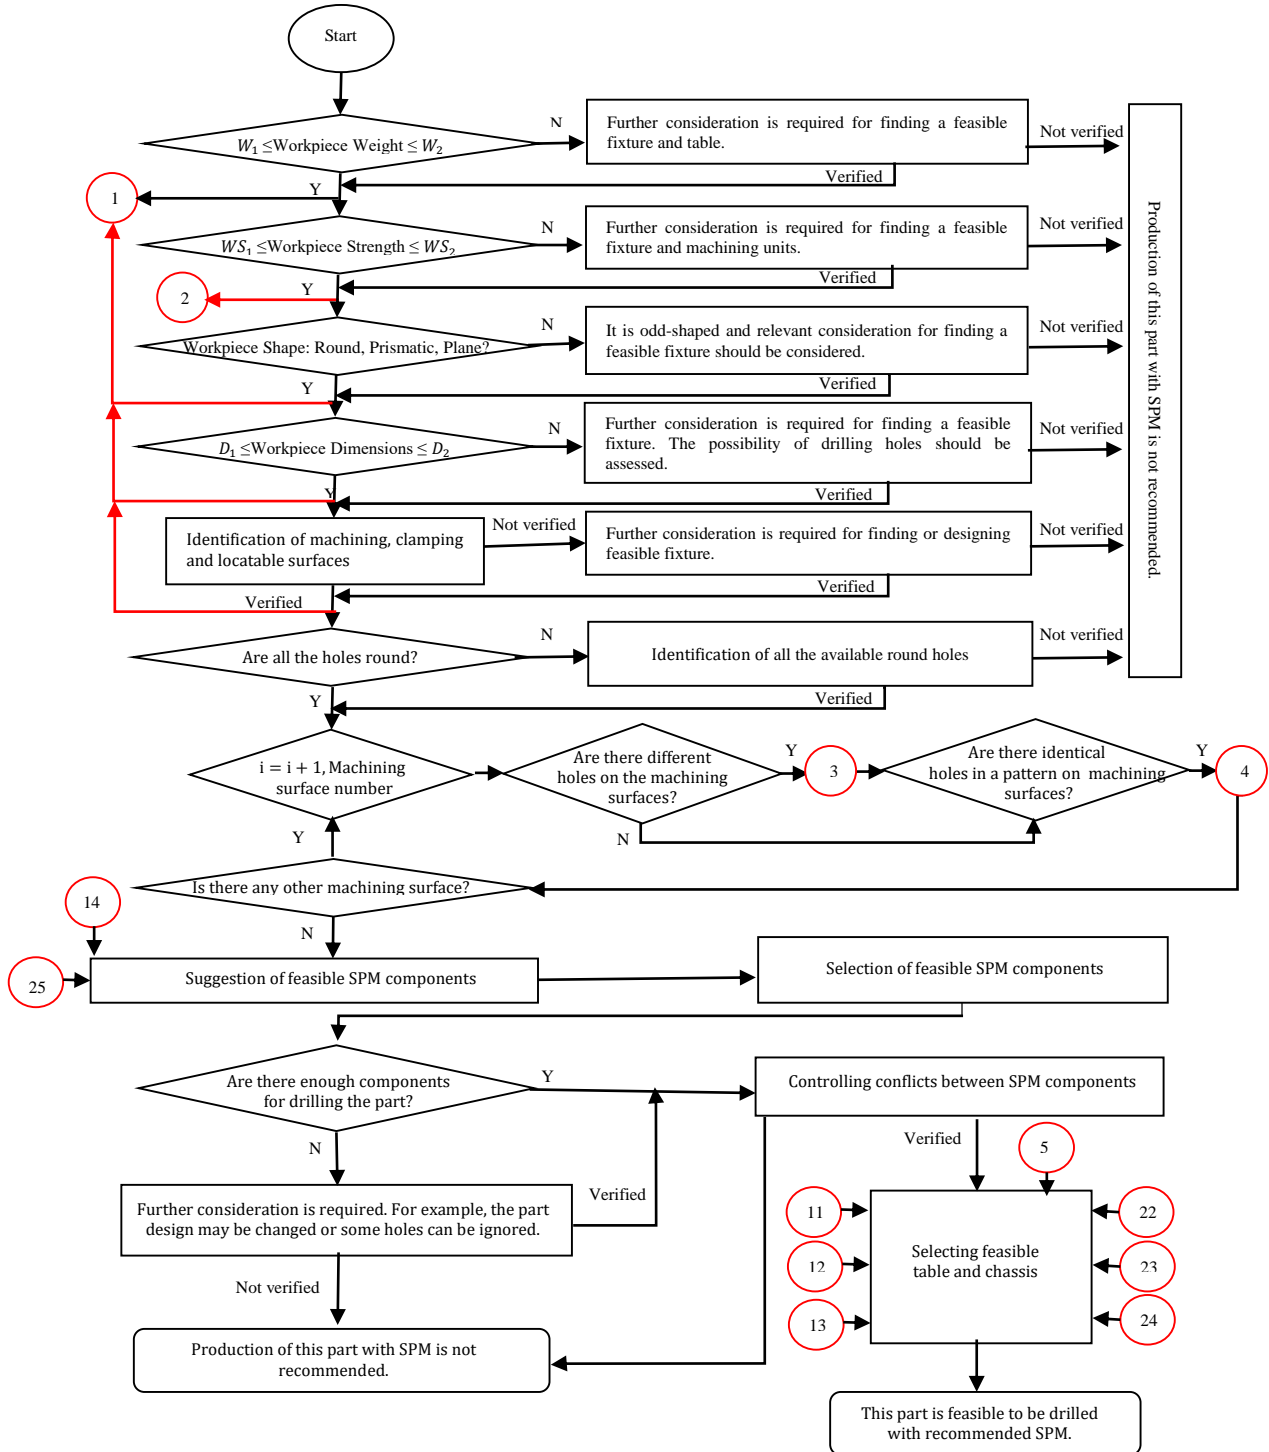 Start
W₁ ≤Workpiece Weight ≤ W₂
N
Further consideration is required for finding a feasible
fixture and table.
Not verified
Verified
Y
1
WS₁ ≤Workpiece Strength ≤ WS₂
N
Further consideration is required for finding a feasible
fixture and machining units.
Not verified
Verified
Y
2
Workpiece Shape: Round, Prismatic, Plane?
N
It is odd-shaped and relevant consideration for finding a
feasible fixture should be considered.
Not verified
Verified
Y
D₁ ≤Workpiece Dimensions ≤ D₂
N
Further consideration is required for finding a feasible
fixture. The possibility of drilling holes should be
assessed.
Not verified
Verified
Y
Identification of machining, clamping
and locatable surfaces
Not verified
Further consideration is required for finding or designing
feasible fixture.
Not verified
Verified
Verified
Are all the holes round?
N
Identification of all the available round holes
Not verified
Verified
Y
Production of this part with SPM is not recommended.
i = i + 1, Machining
surface number
Are there different
holes on the machining
surfaces?
Y
3
N
Are there identical
holes in a pattern on machining
surfaces?
Y
4
Y
Is there any other machining surface?
N
14
25
Suggestion of feasible SPM components
Selection of feasible SPM components
Are there enough components
for drilling the part?
Y
N
Controlling conflicts between SPM components
Verified
5
Further consideration is required. For example, the part
design may be changed or some holes can be ignored.
Verified
Not verified
Production of this part with SPM is not
recommended.
11
12
13
Selecting feasible
table and chassis
22
23
24
This part is feasible to be drilled
with recommended SPM.